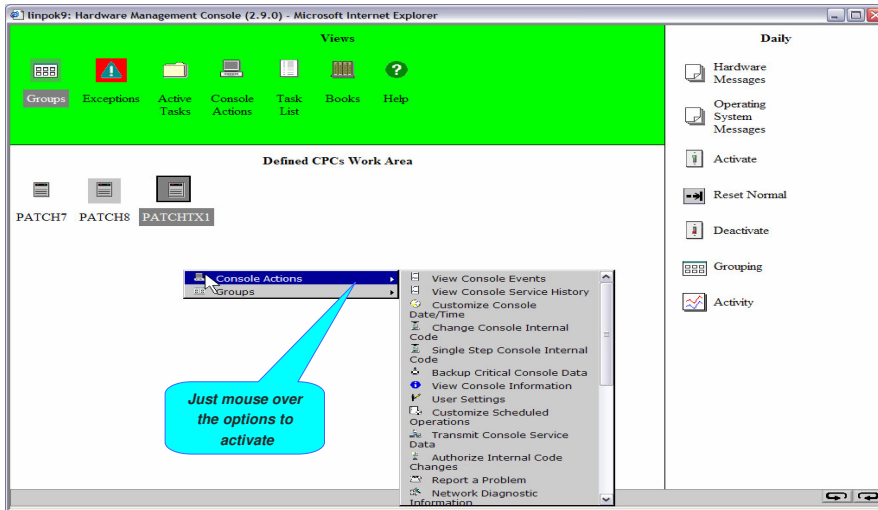 linpok9: Hardware Management Console (2.9.0) - Microsoft Internet Explorer
Views
Groups
Exceptions
Active
Tasks
Console
Actions
Task
List
Books
Help
Defined CPCs Work Area
PATCH7
PATCH8
PATCHTX1
Console Actions
Groups
View Console Events
View Console Service History
Customize Console
Date/Time
Change Console Internal
Code
Single Step Console Internal
Code
Backup Critical Console Data
View Console Information
User Settings
Customize Scheduled
Operations
Transmit Console Service
Data
Authorize Internal Code
Changes
Report a Problem
Network Diagnostic
Information
Just mouse over
the options to
activate
Daily
Hardware
Messages
Operating
System
Messages
Activate
Reset Normal
Deactivate
Grouping
Activity